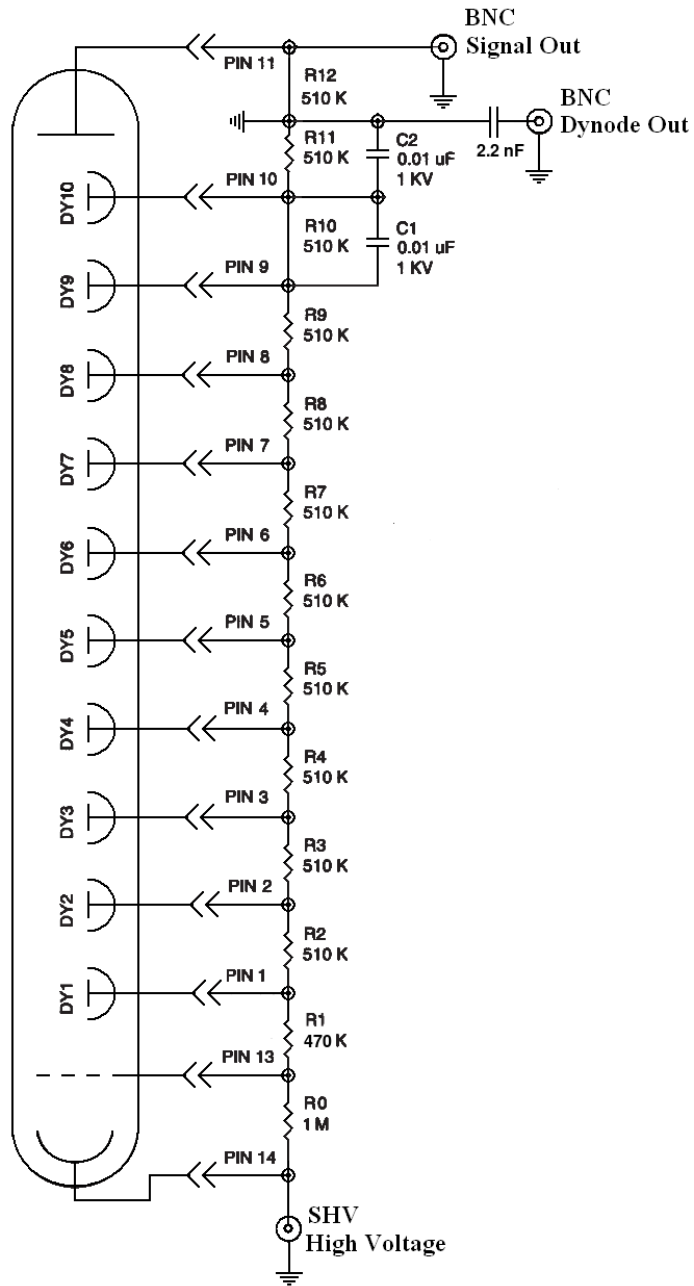 BNC
Signal Out
PIN 11
R12
510 K
BNC
Dynode Out
R11
510 K
C2
0.01 uF
1 KV
2.2 nF
DY10
PIN 10
R10
510 K
C1
0.01 uF
1 KV
DY9
PIN 9
R9
510 K
DY8
PIN 8
R8
510 K
DY7
PIN 7
R7
510 K
DY6
PIN 6
R6
510 K
DY5
PIN 5
R5
510 K
DY4
PIN 4
R4
510 K
DY3
PIN 3
R3
510 K
DY2
PIN 2
R2
510 K
DY1
PIN 1
R1
470 K
PIN 13
R0
1 M
PIN 14
SHV
High Voltage